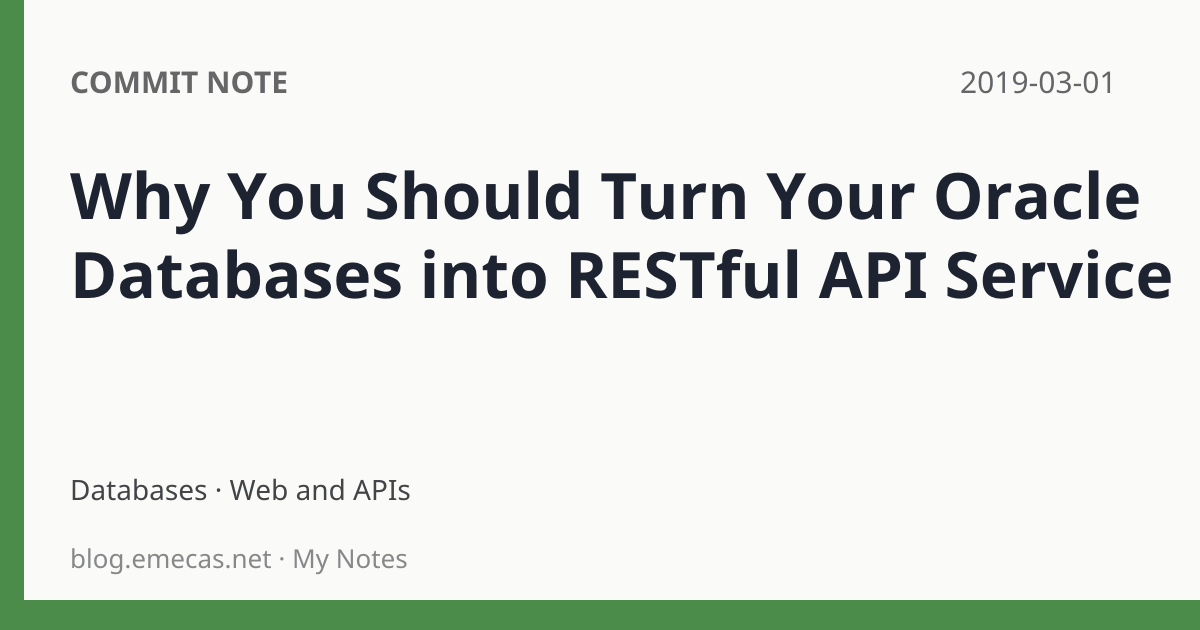 COMMIT NOTE
2019-03-01
Why You Should Turn Your Oracle
Databases into RESTful API Service
Databases · Web and APIs
blog.emecas.net · My Notes